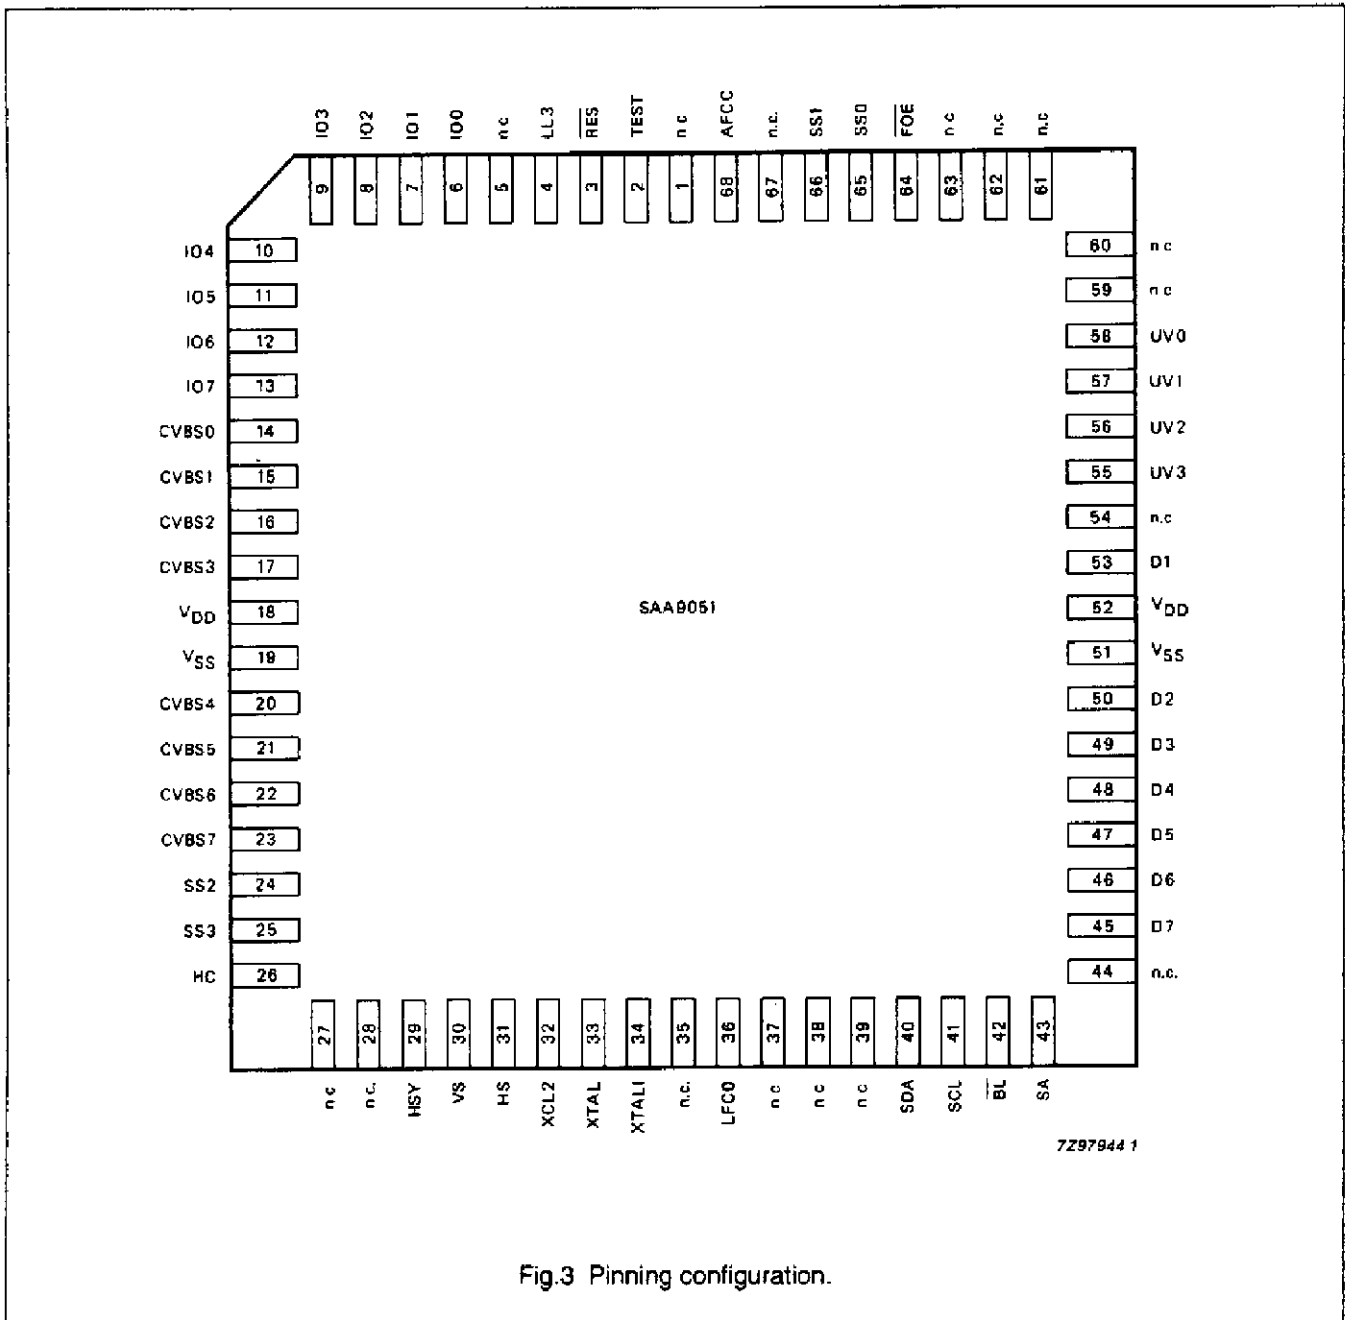 IO3 IO2 IO1 IO0 n c LL3 RES TEST n c AFCC n.c. SS1 SS0 FOE n c n.c n.c
9 8 7 6 5 4 3 2 1 68 67 66 65 64 63 62 61
IO4 10 60 n c
IO5 11 59 n c
IO6 12 58 UV0
IO7 13 57 UV1
CVBS0 14 56 UV2
CVBS1 15 55 UV3
CVBS2 16 54 n.c
CVBS3 17 53 D1
VDD 18 SAA9051 52 VDD
VSS 19 51 VSS
CVBS4 20 50 D2
CVBS5 21 49 D3
CVBS6 22 48 D4
CVBS7 23 47 D5
SS2 24 46 D6
SS3 25 45 D7
HC 26 44 n.c.
27 28 29 30 31 32 33 34 35 36 37 38 39 40 41 42 43
n c n c. HSY VS HS XCL2 XTAL XTALI n.c. LFCO n c n c n c SDA SCL BL SA
7Z97944 1
Fig.3 Pinning configuration.